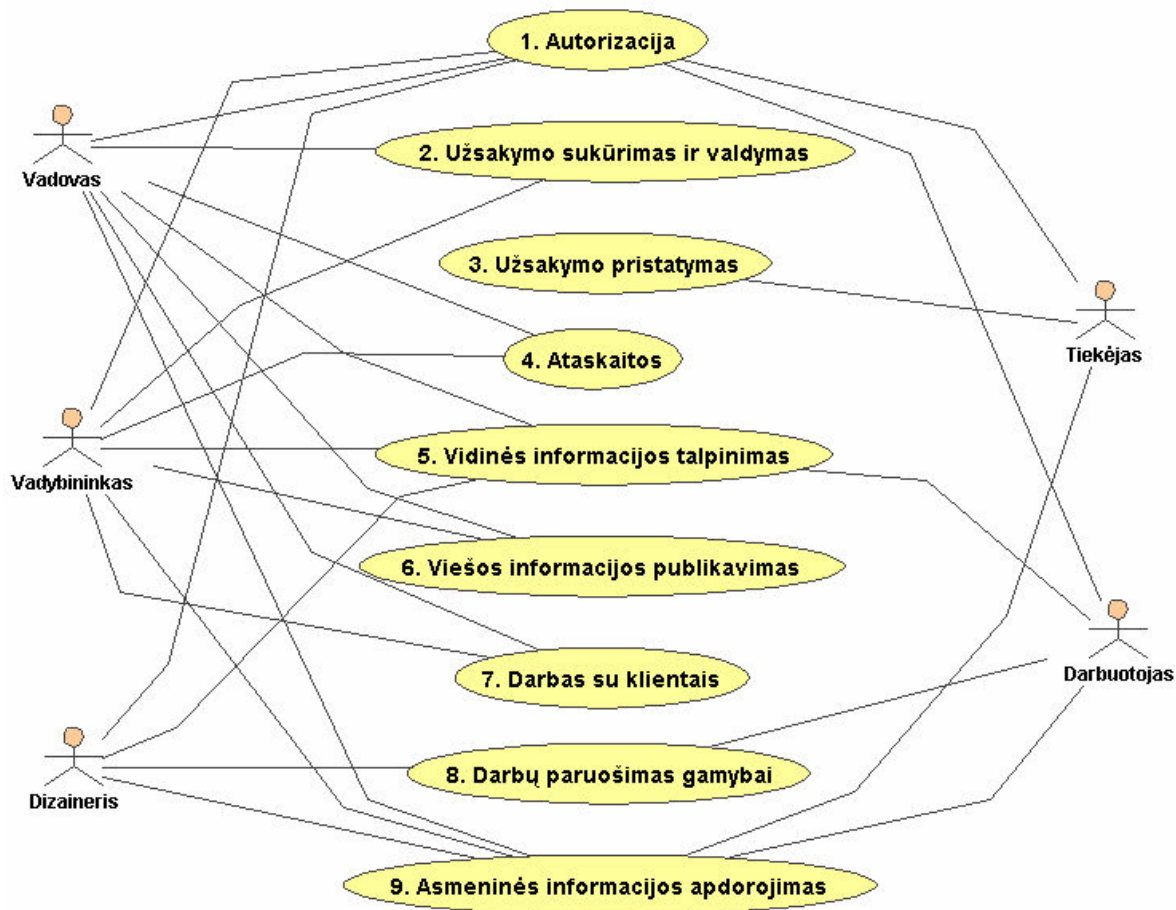 1. Autorizacija
Vadovas
2. Užsakymo sukūrimas ir valdymas
3. Užsakymo pristatymas
Tiekėjas
4. Ataskaitos
Vadybininkas
5. Vidinės informacijos talpinimas
6. Viešos informacijos publikavimas
7. Darbas su klientais
Darbuotojas
Dizaineris
8. Darbų paruošimas gamybai
9. Asmeninės informacijos apdorojimas